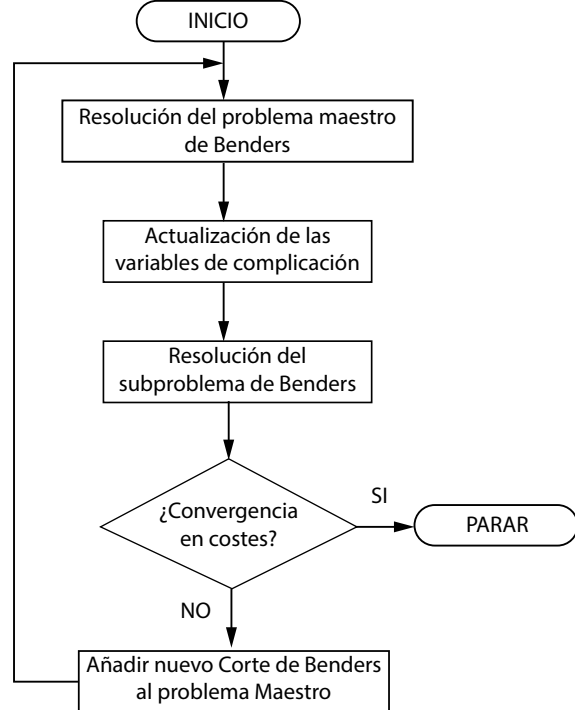 INICIO
Resolución del problema maestro
de Benders
Actualización de las
variables de complicación
Resolución del
subproblema de Benders
¿Convergencia
en costes?
SI
PARAR
NO
Añadir nuevo Corte de Benders
al problema Maestro